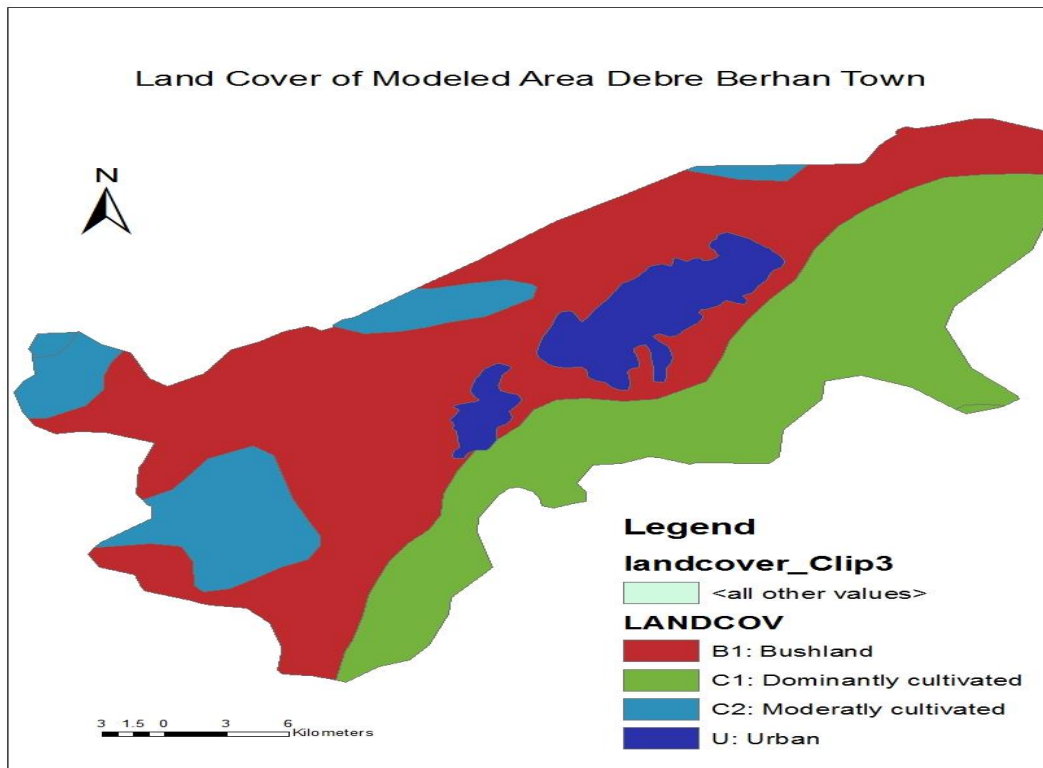 Land Cover of Modeled Area Debre Berhan Town
N
Legend
landcover_Clip3
<all other values>
LANDCOV
B1: Bushland
C1: Dominantly cultivated
C2: Moderatly cultivated
U: Urban
3 1.5 0 3 6
Kilometers